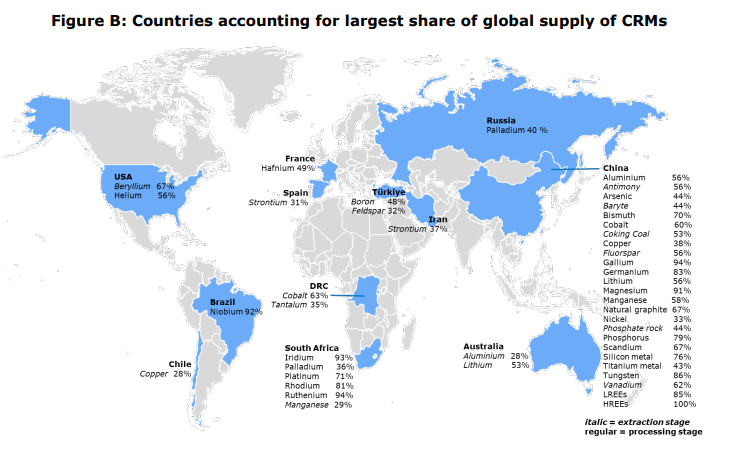 Figure B: Countries accounting for largest share of global supply of CRMs
Russia
Palladium 40 %
France
Hafnium 49%
China
Aluminium 56%
Antimony 56%
Arsenic 44%
Baryte 44%
Bismuth 70%
Cobalt 60%
Coking Coal 53%
Copper 38%
Fluorspar 56%
Gallium 94%
Germanium 83%
Lithium 56%
Magnesium 91%
Manganese 58%
Natural graphite 67%
Nickel 33%
Phosphate rock 44%
Phosphorus 79%
Scandium 67%
Silicon metal 76%
Titanium metal 43%
Tungsten 86%
Vanadium 62%
LREEs 85%
HREEs 100%
USA
Beryllium 67%
Helium 56%
Spain
Strontium 31%
Türkiye
Boron 48%
Feldspar 32%
Iran
Strontium 37%
DRC
Cobalt 63%
Tantalum 35%
Brazil
Niobium 92%
Chile
Copper 28%
South Africa
Iridium 93%
Palladium 36%
Platinum 71%
Rhodium 81%
Ruthenium 94%
Manganese 29%
Australia
Aluminium 28%
Lithium 53%
italic = extraction stage
regular = processing stage